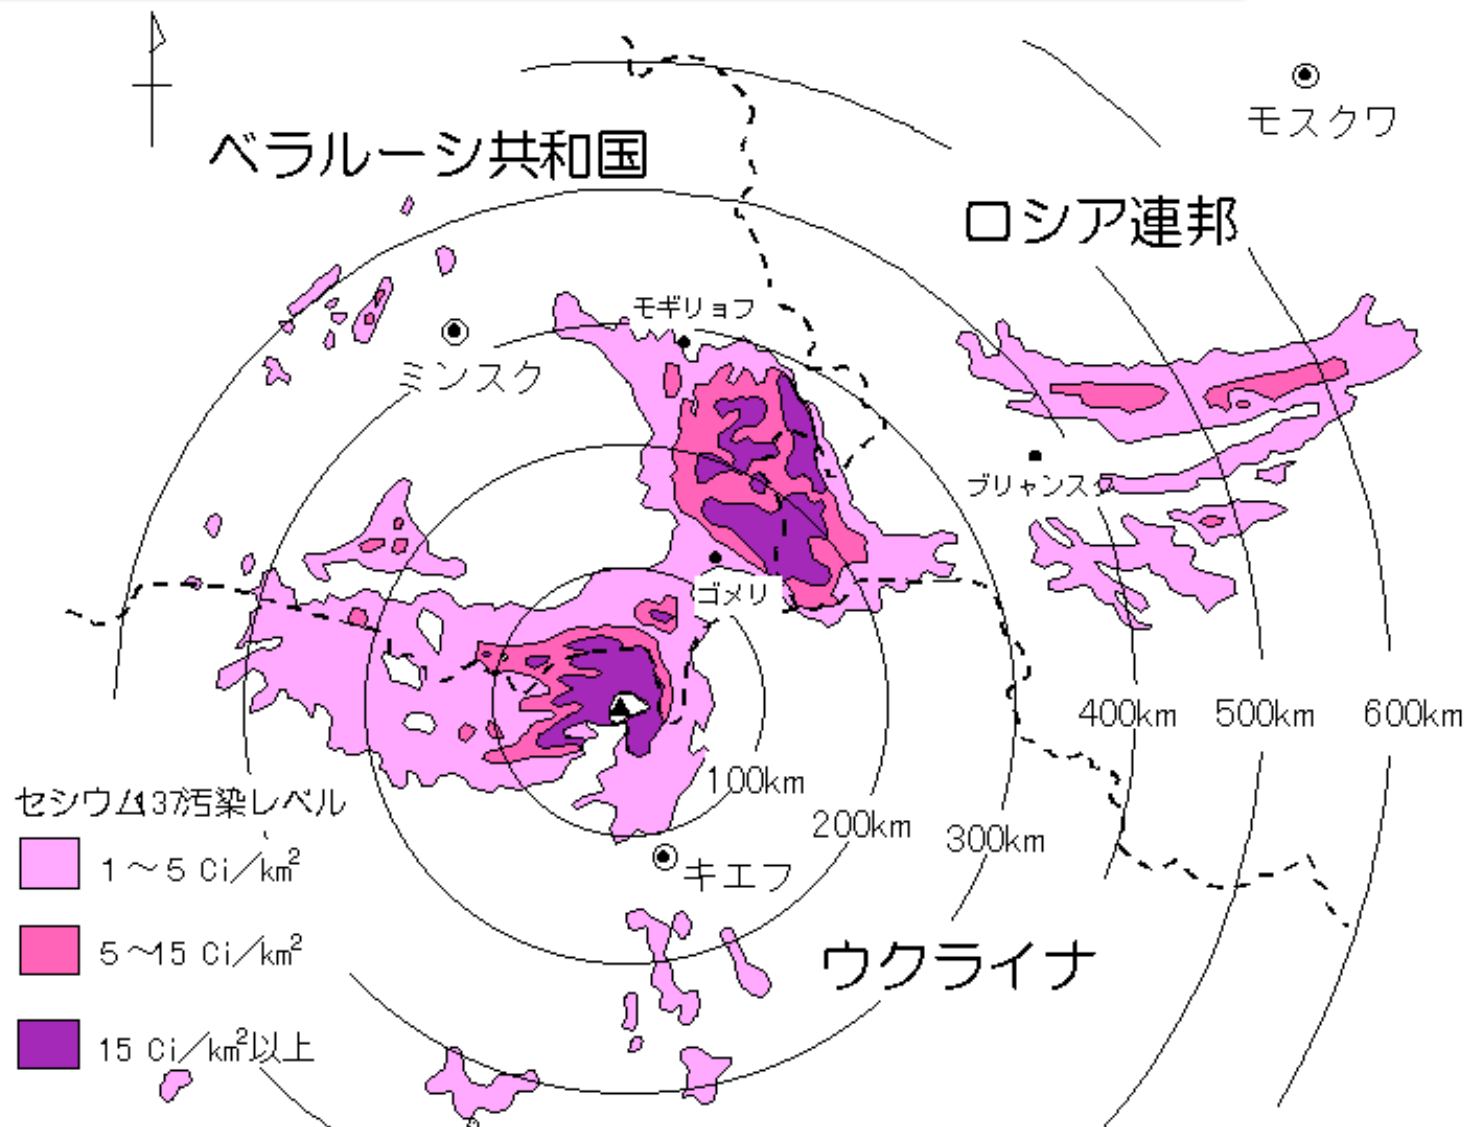 モスクワ
ベラルーシ共和国
ロシア連邦
モギリョフ
ミンスク
ブリャンスク
ゴメリ
400km
500km
600km
100km
200km
300km
セシウム137汚染レベル
1～5 Ci/km²
5～15 Ci/km²
15 Ci/km²以上
キエフ
ウクライナ